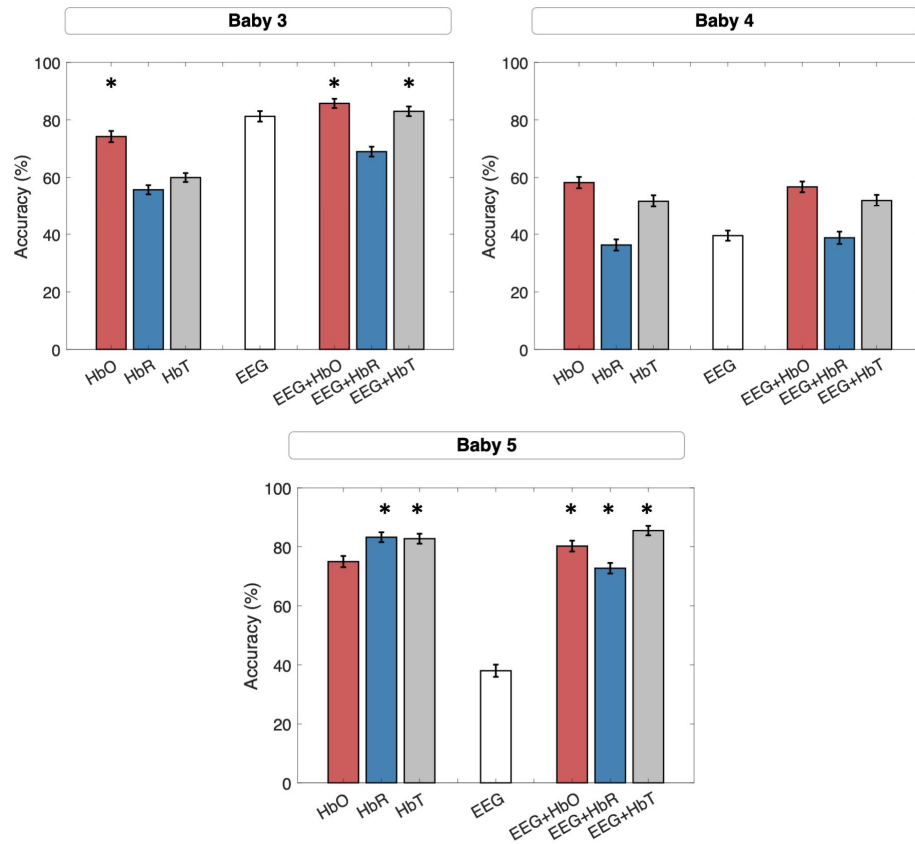 Baby 3
Baby 4
100
80
60
40
20
0
Accuracy (%)
* * *
HbO
HbR
HbT
EEG
EEG+HbO
EEG+HbR
EEG+HbT
100
80
60
40
20
0
Accuracy (%)
HbO
HbR
HbT
EEG
EEG+HbO
EEG+HbR
EEG+HbT
Baby 5
100
80
60
40
20
0
Accuracy (%)
* * * * *
HbO
HbR
HbT
EEG
EEG+HbO
EEG+HbR
EEG+HbT